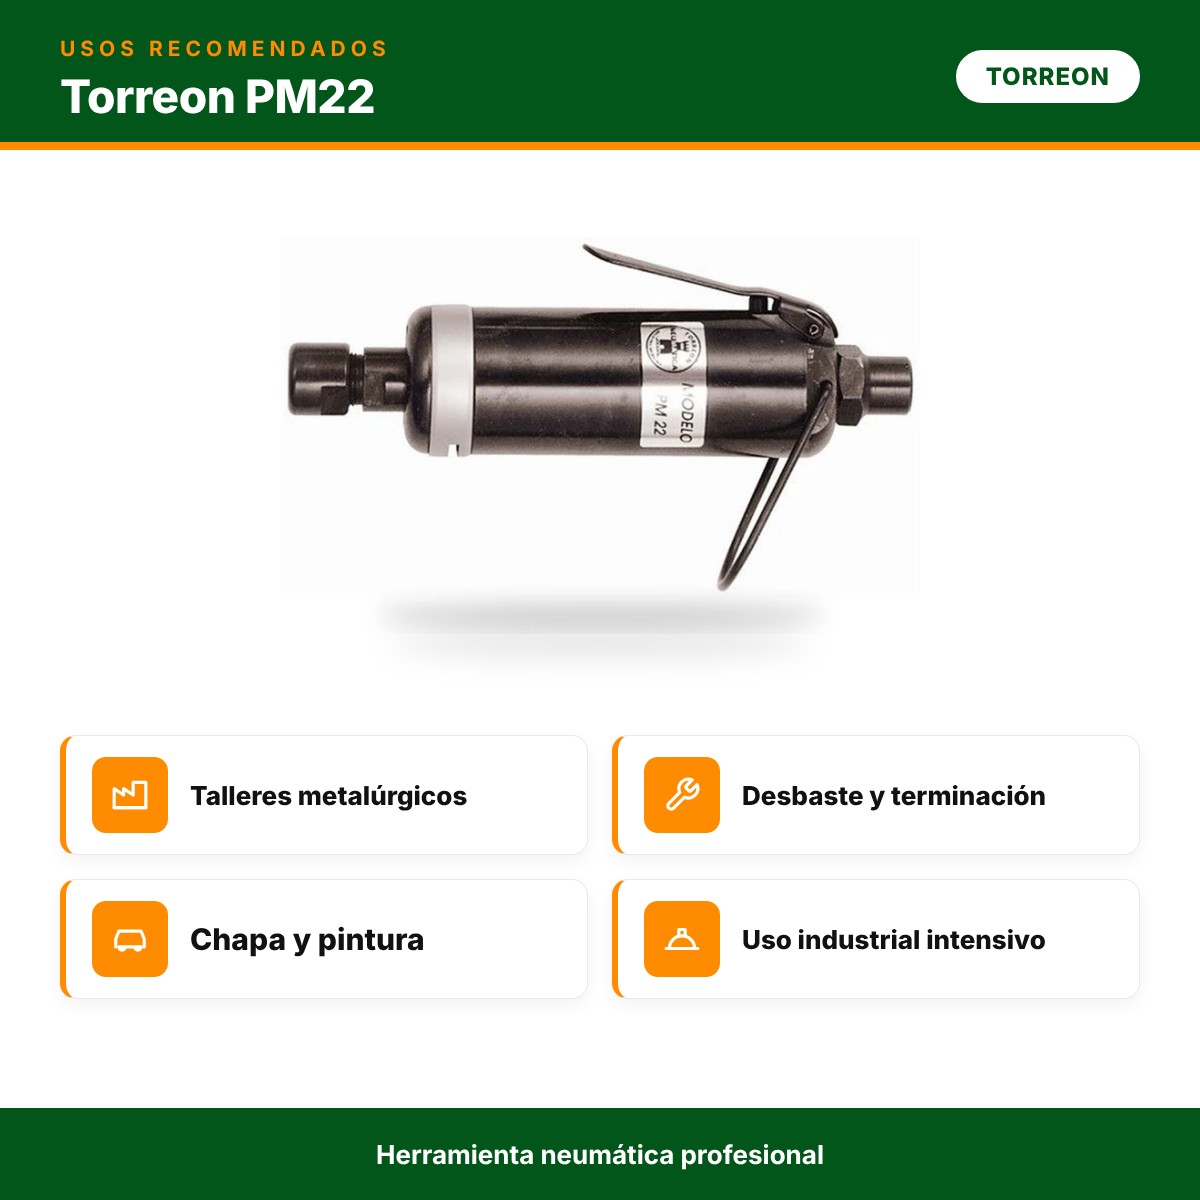 USOS RECOMENDADOS
Torreon PM22
TORREON
MODELO
PM 22
Talleres metalúrgicos
Desbaste y terminación
Chapa y pintura
Uso industrial intensivo
Herramienta neumática profesional